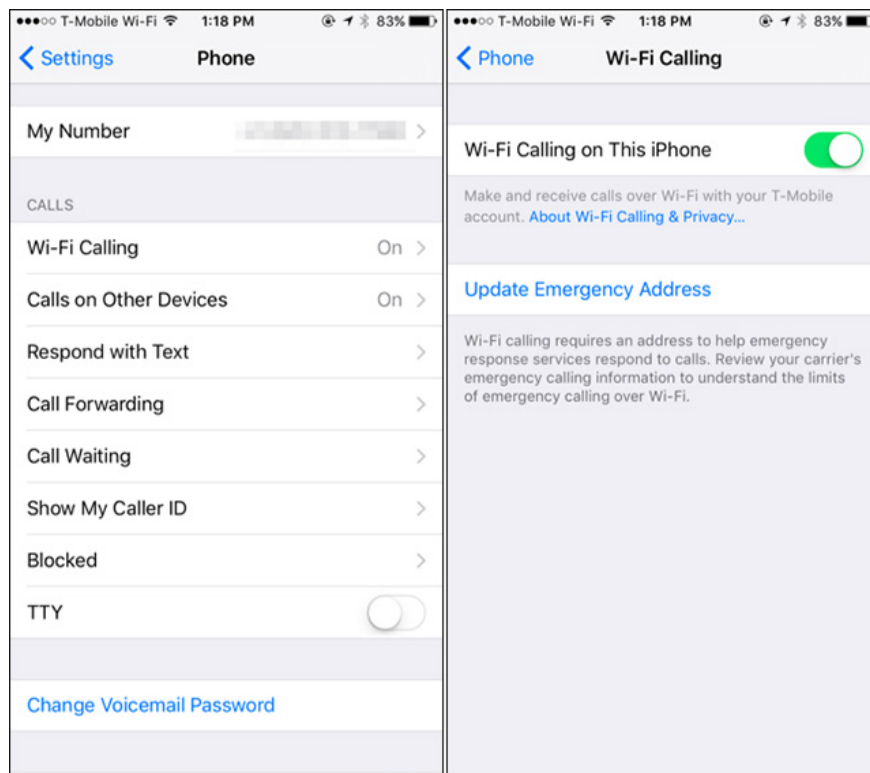 T-Mobile Wi-Fi 1:18 PM 83%
Settings Phone
My Number
CALLS
Wi-Fi Calling On
Calls on Other Devices On
Respond with Text
Call Forwarding
Call Waiting
Show My Caller ID
Blocked
TTY
Change Voicemail Password
T-Mobile Wi-Fi 1:18 PM 83%
Phone Wi-Fi Calling
Wi-Fi Calling on This iPhone
Make and receive calls over Wi-Fi with your T-Mobile
account. About Wi-Fi Calling & Privacy...
Update Emergency Address
Wi-Fi calling requires an address to help emergency
response services respond to calls. Review your carrier's
emergency calling information to understand the limits
of emergency calling over Wi-Fi.